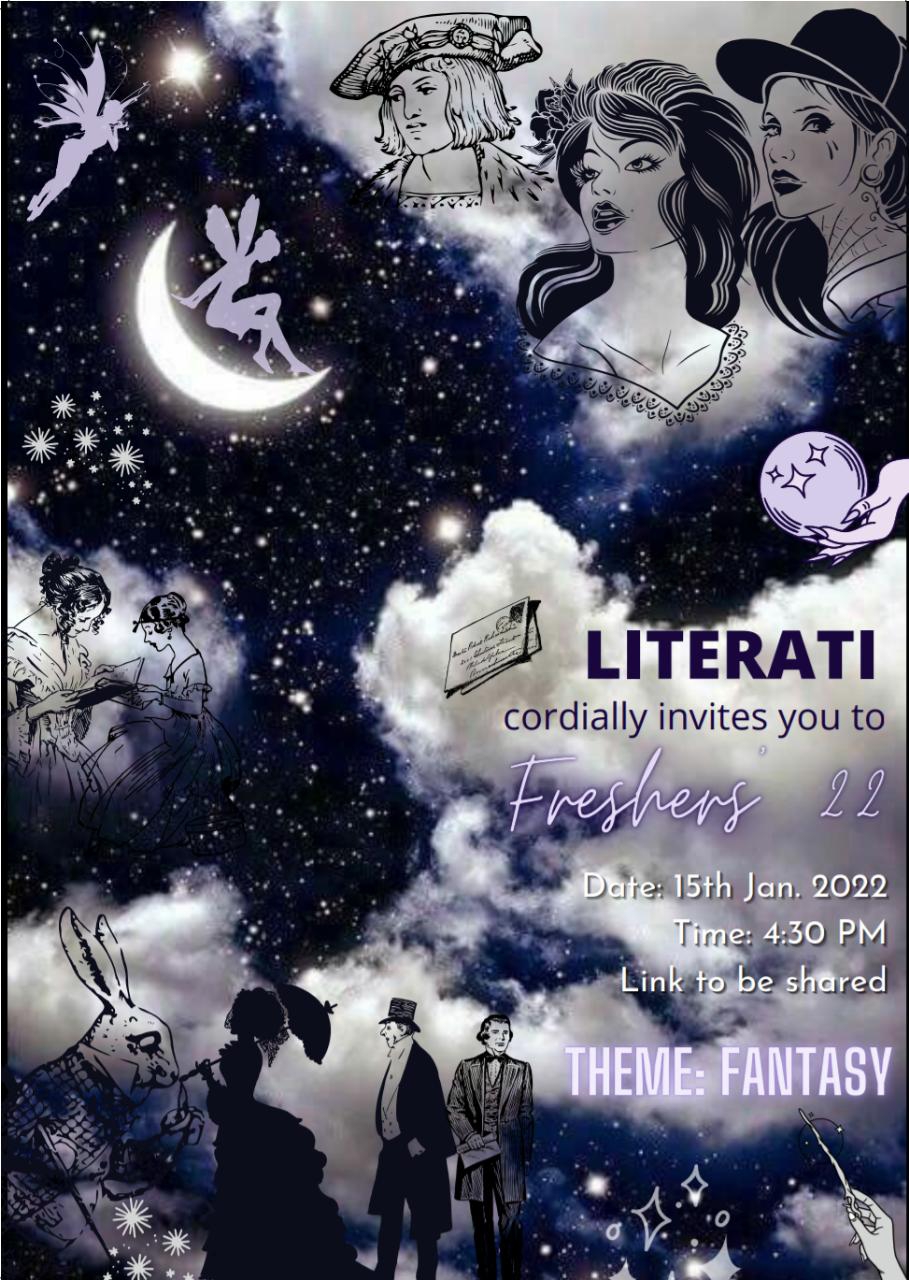 LITERATI
cordially invites you to
Freshers' 22
Date: 15th Jan. 2022
Time: 4:30 PM
Link to be shared
THEME: FANTASY